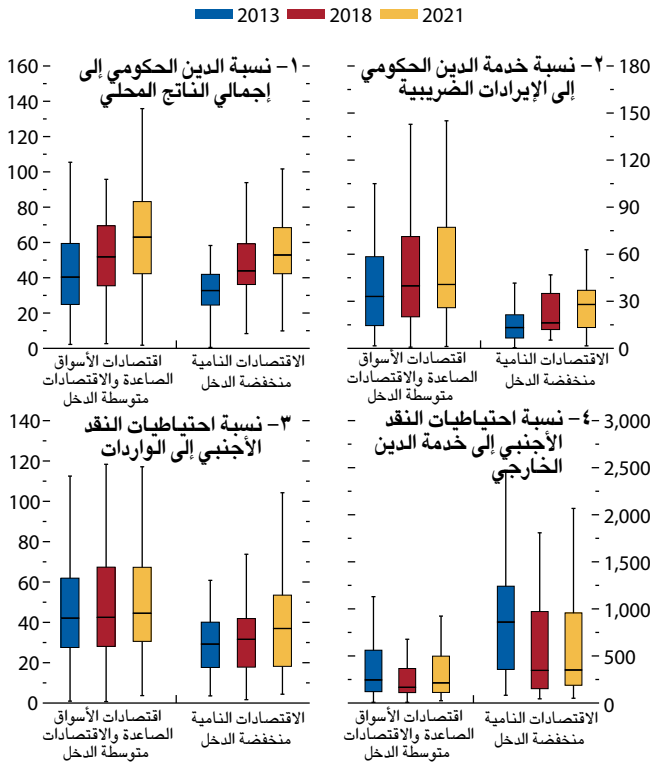 2013 2018 2021
١– نسبة الدين الحكومي إلى
إجمالي الناتج المحلي
160
140
120
100
80
60
40
20
0
اقتصادات الأسواق
الصاعدة والاقتصادات
متوسطة الدخل
الاقتصادات النامية
منخفضة الدخل
٢– نسبة خدمة الدين الحكومي
إلى الإيرادات الضريبية
180
150
120
90
60
30
0
اقتصادات الأسواق
الصاعدة والاقتصادات
متوسطة الدخل
الاقتصادات النامية
منخفضة الدخل
٣– نسبة احتياطيات النقد
الأجنبي إلى الواردات
140
120
100
80
60
40
20
0
اقتصادات الأسواق
الصاعدة والاقتصادات
متوسطة الدخل
الاقتصادات النامية
منخفضة الدخل
٤– نسبة احتياطيات النقد
الأجنبي إلى خدمة الدين
الخارجي
3,000
2,500
2,000
1,500
1,000
500
0
اقتصادات الأسواق
الصاعدة والاقتصادات
متوسطة الدخل
الاقتصادات النامية
منخفضة الدخل